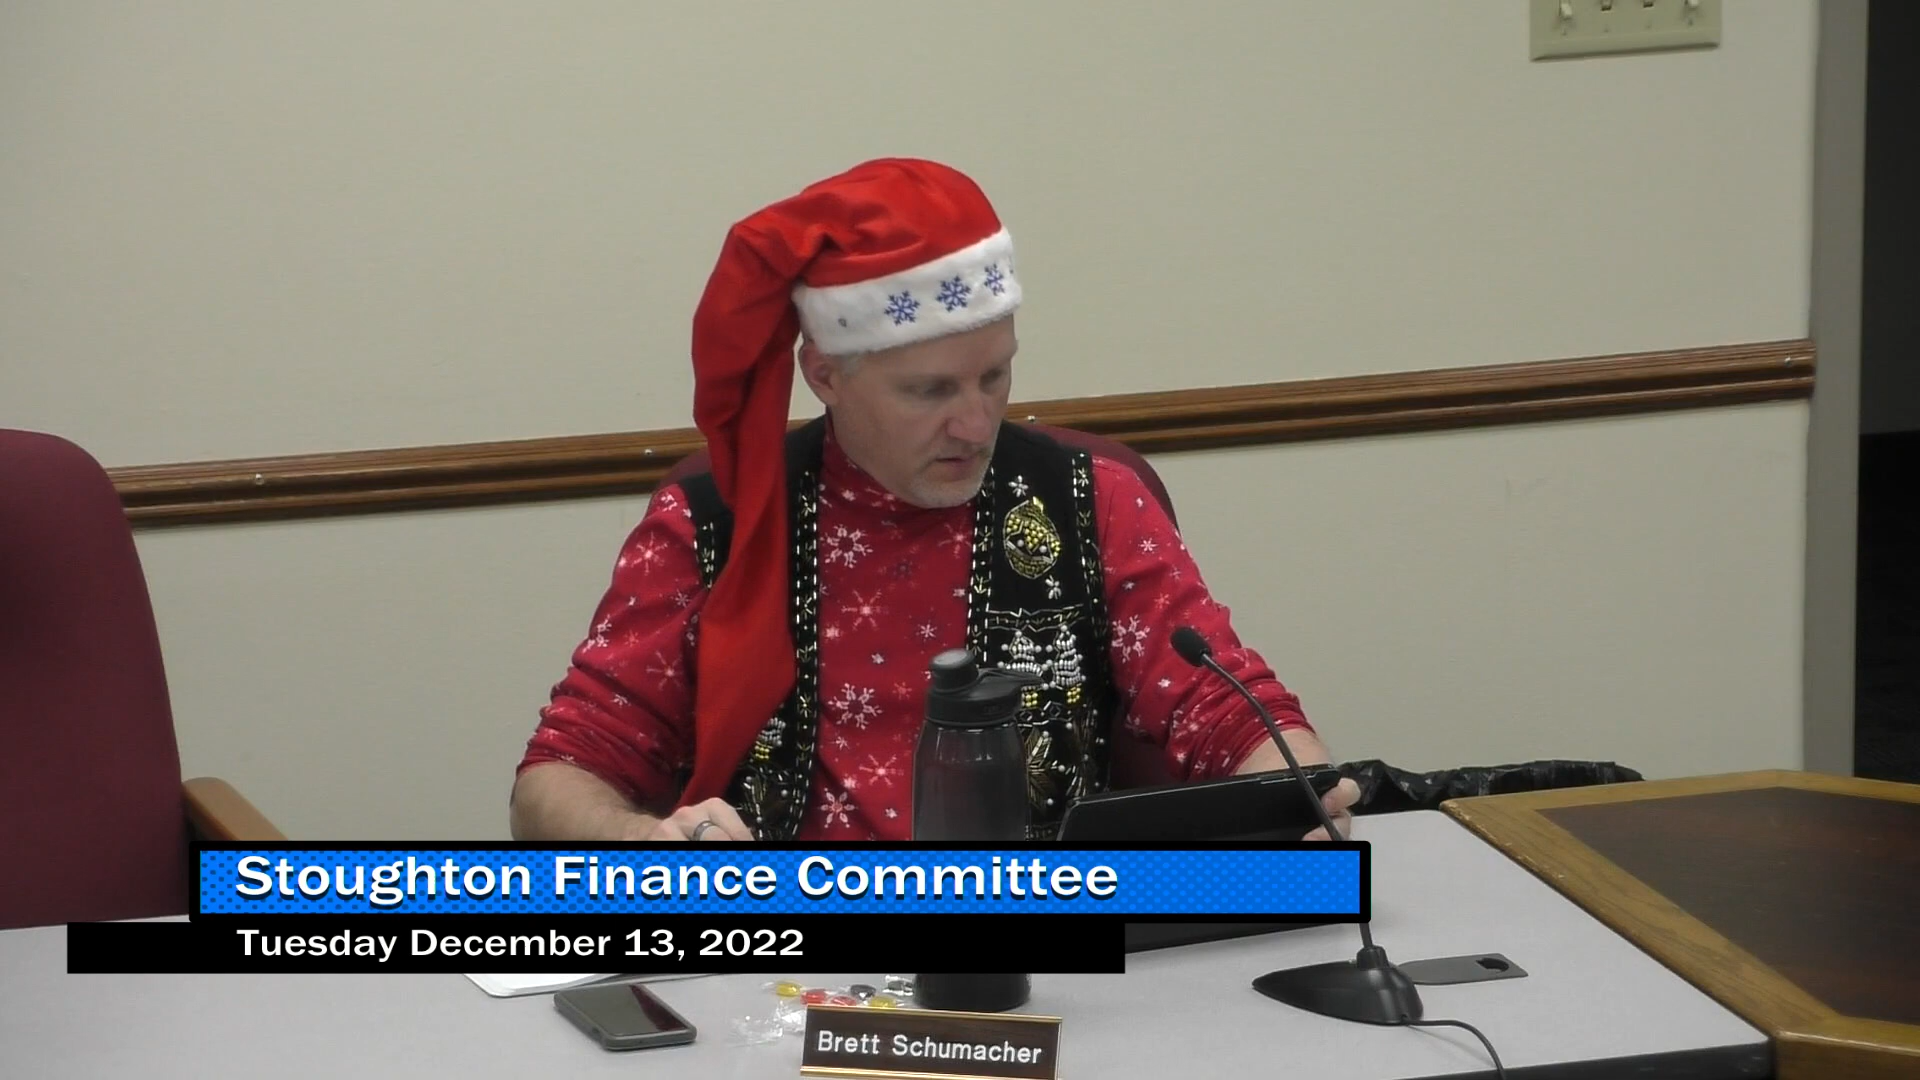 Stoughton Finance Committee
Tuesday December 13, 2022
Brett Schumacher